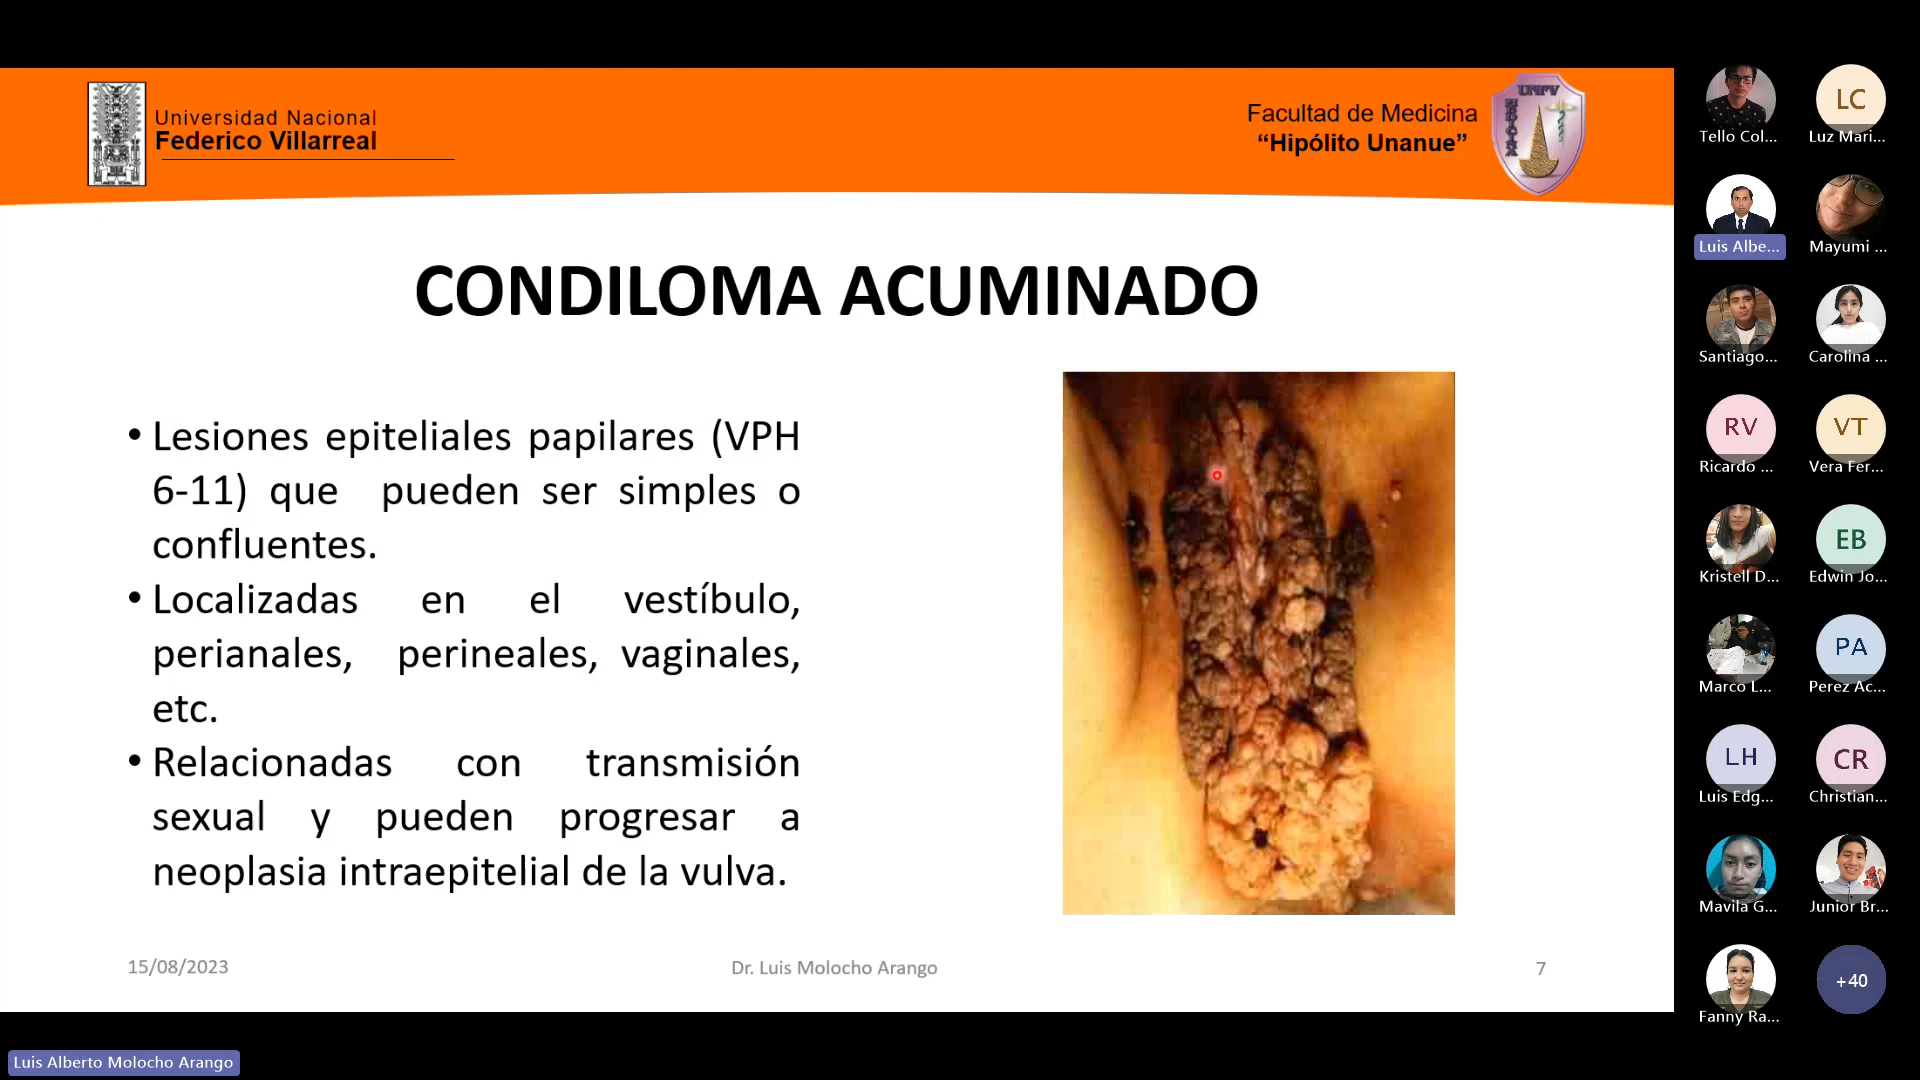 Universidad Nacional
Federico Villarreal
Facultad de Medicina
“Hipólito Unanue”
UNFV
MEDICINA
CONDILOMA ACUMINADO
• Lesiones epiteliales papilares (VPH
6-11) que pueden ser simples o
confluentes.
• Localizadas en el vestíbulo,
perianales, perineales, vaginales,
etc.
• Relacionadas con transmisión
sexual y pueden progresar a
neoplasia intraepitelial de la vulva.
15/08/2023
Dr. Luis Molocho Arango
7
Tello Col...
LC
Luz Mari...
Luis Albe...
Mayumi ...
Santiago...
Carolina ...
RV
Ricardo ...
VT
Vera Fer...
Kristell D...
EB
Edwin Jo...
Marco L...
PA
Perez Ac...
LH
Luis Edg...
CR
Christian...
Mavila G...
Junior Br...
Fanny Ra...
+40
Luis Alberto Molocho Arango